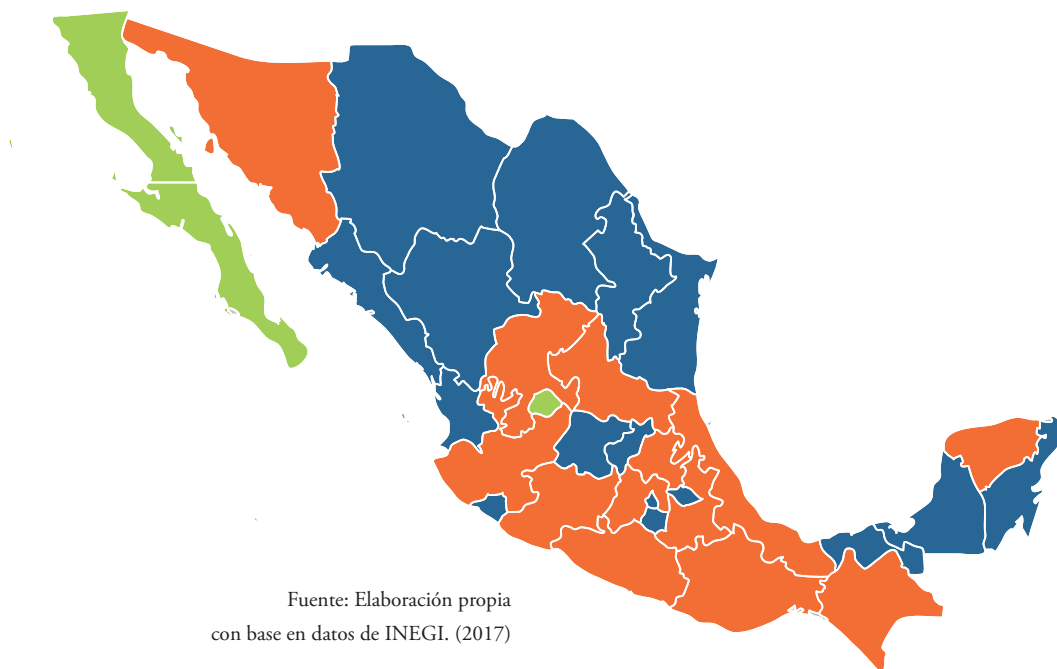 Fuente: Elaboración propia
con base en datos de INEGI. (2017)